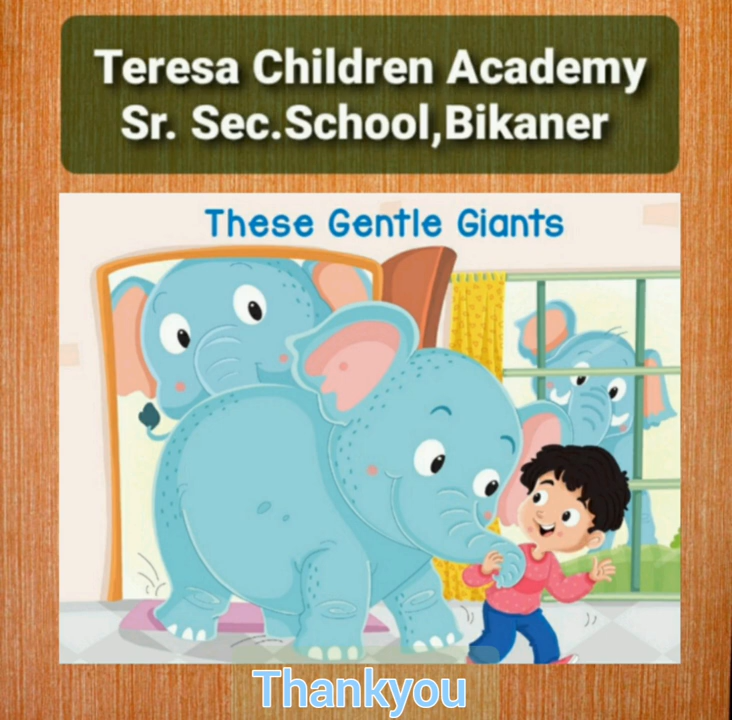 Teresa Children Academy
Sr. Sec.School,Bikaner
These Gentle Giants
Thankyou